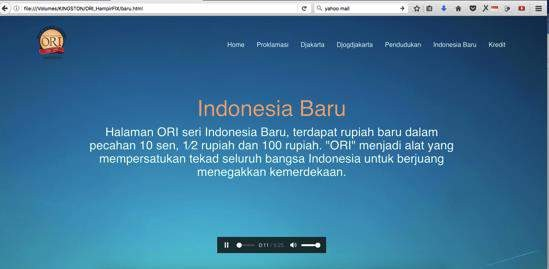 file:///Volumes/KINGSTON/ORI_HampirFIX/baru.html
yahoo mail
ORI
Home Proklamasi Djakarta Djogdjakarta Pendudukan Indonesia Baru Kredit
Indonesia Baru
Halaman ORI seri Indonesia Baru, terdapat rupiah baru dalam
pecahan 10 sen, 1/2 rupiah dan 100 rupiah. "ORI" menjadi alat yang
mempersatukan tekad seluruh bangsa Indonesia untuk berjuang
menegakkan kemerdekaan.
0:11